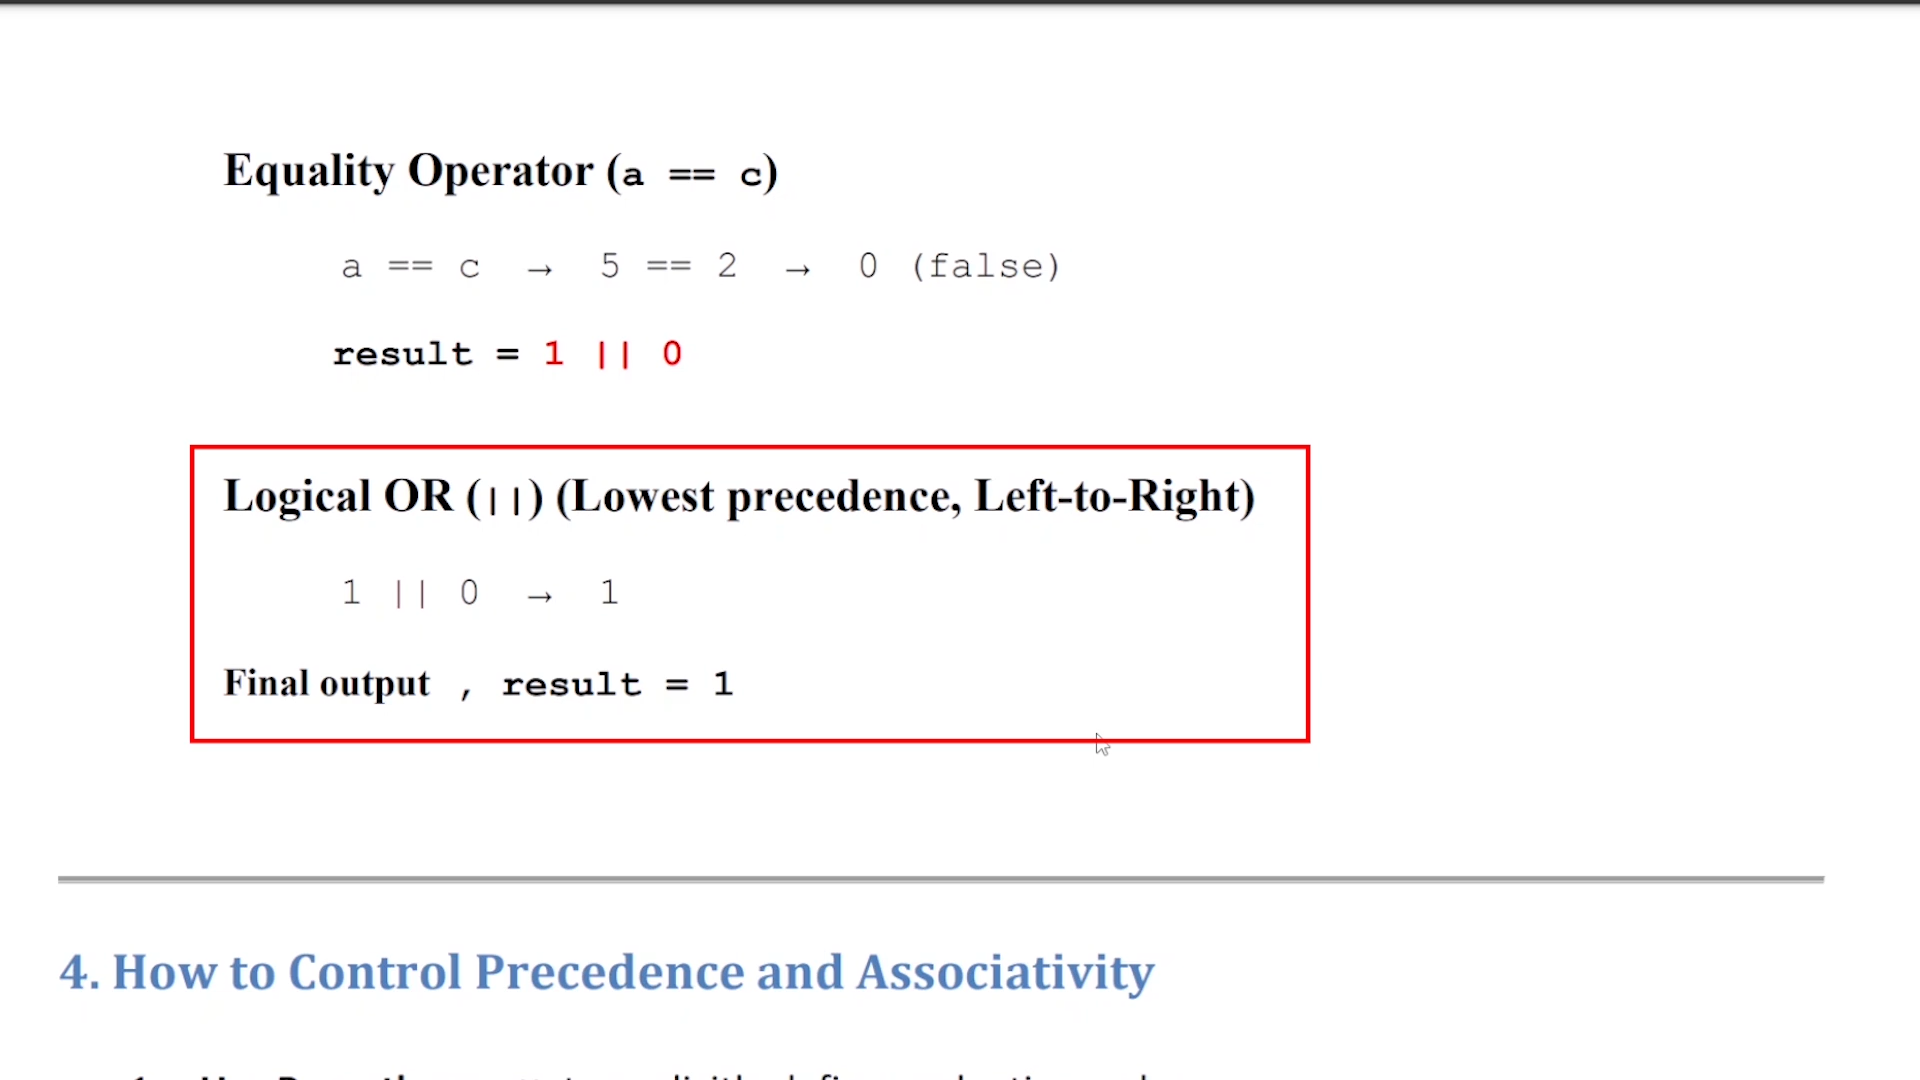 Equality Operator (a == c)
a == c → 5 == 2 → 0 (false)
result = 1 || 0
Logical OR (||) (Lowest precedence, Left-to-Right)
1 || 0 → 1
Final output , result = 1
4. How to Control Precedence and Associativity